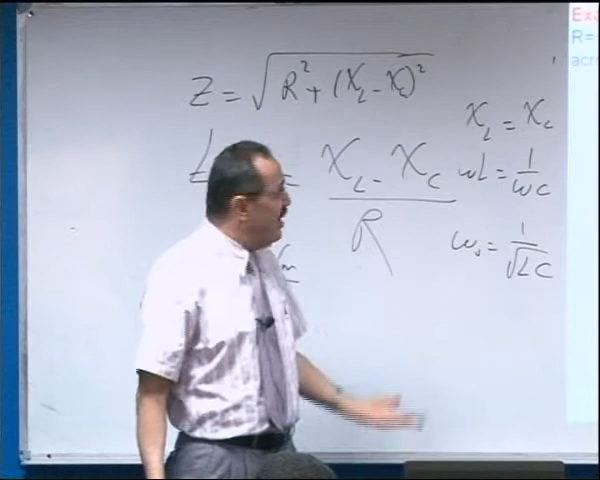 Z = √R² + (X_L - X_C)²
X_L - X_C
R
X_L = X_C
ωL = 1/ωC
ω₀ = 1/√LC
R=